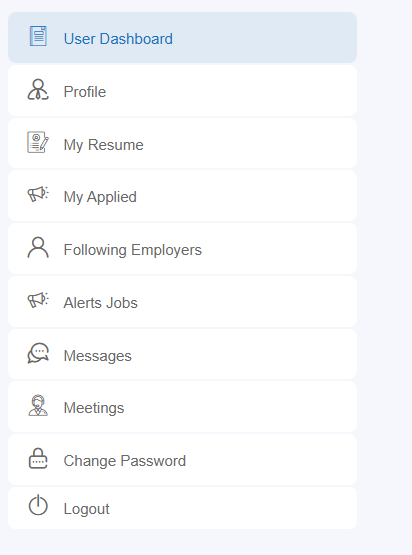 User Dashboard
Profile
My Resume
My Applied
Following Employers
Alerts Jobs
Messages
Meetings
Change Password
Logout